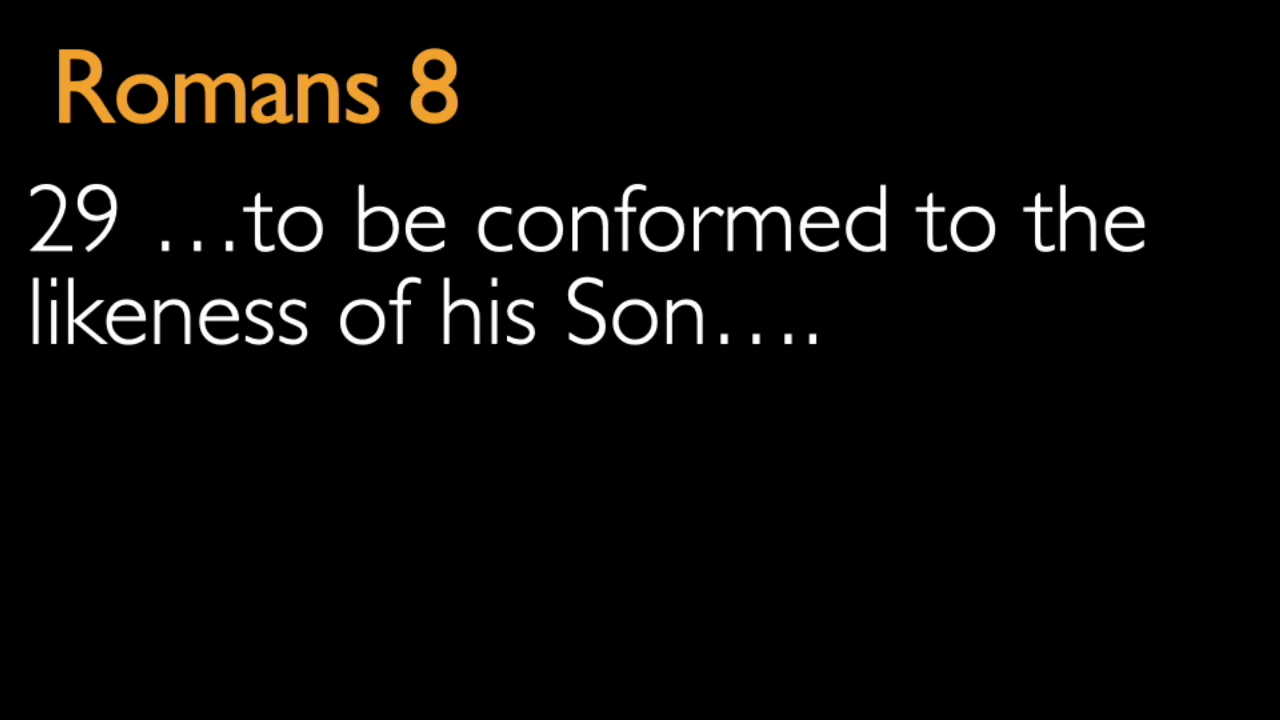 Romans 8
29 …to be conformed to the
likeness of his Son….